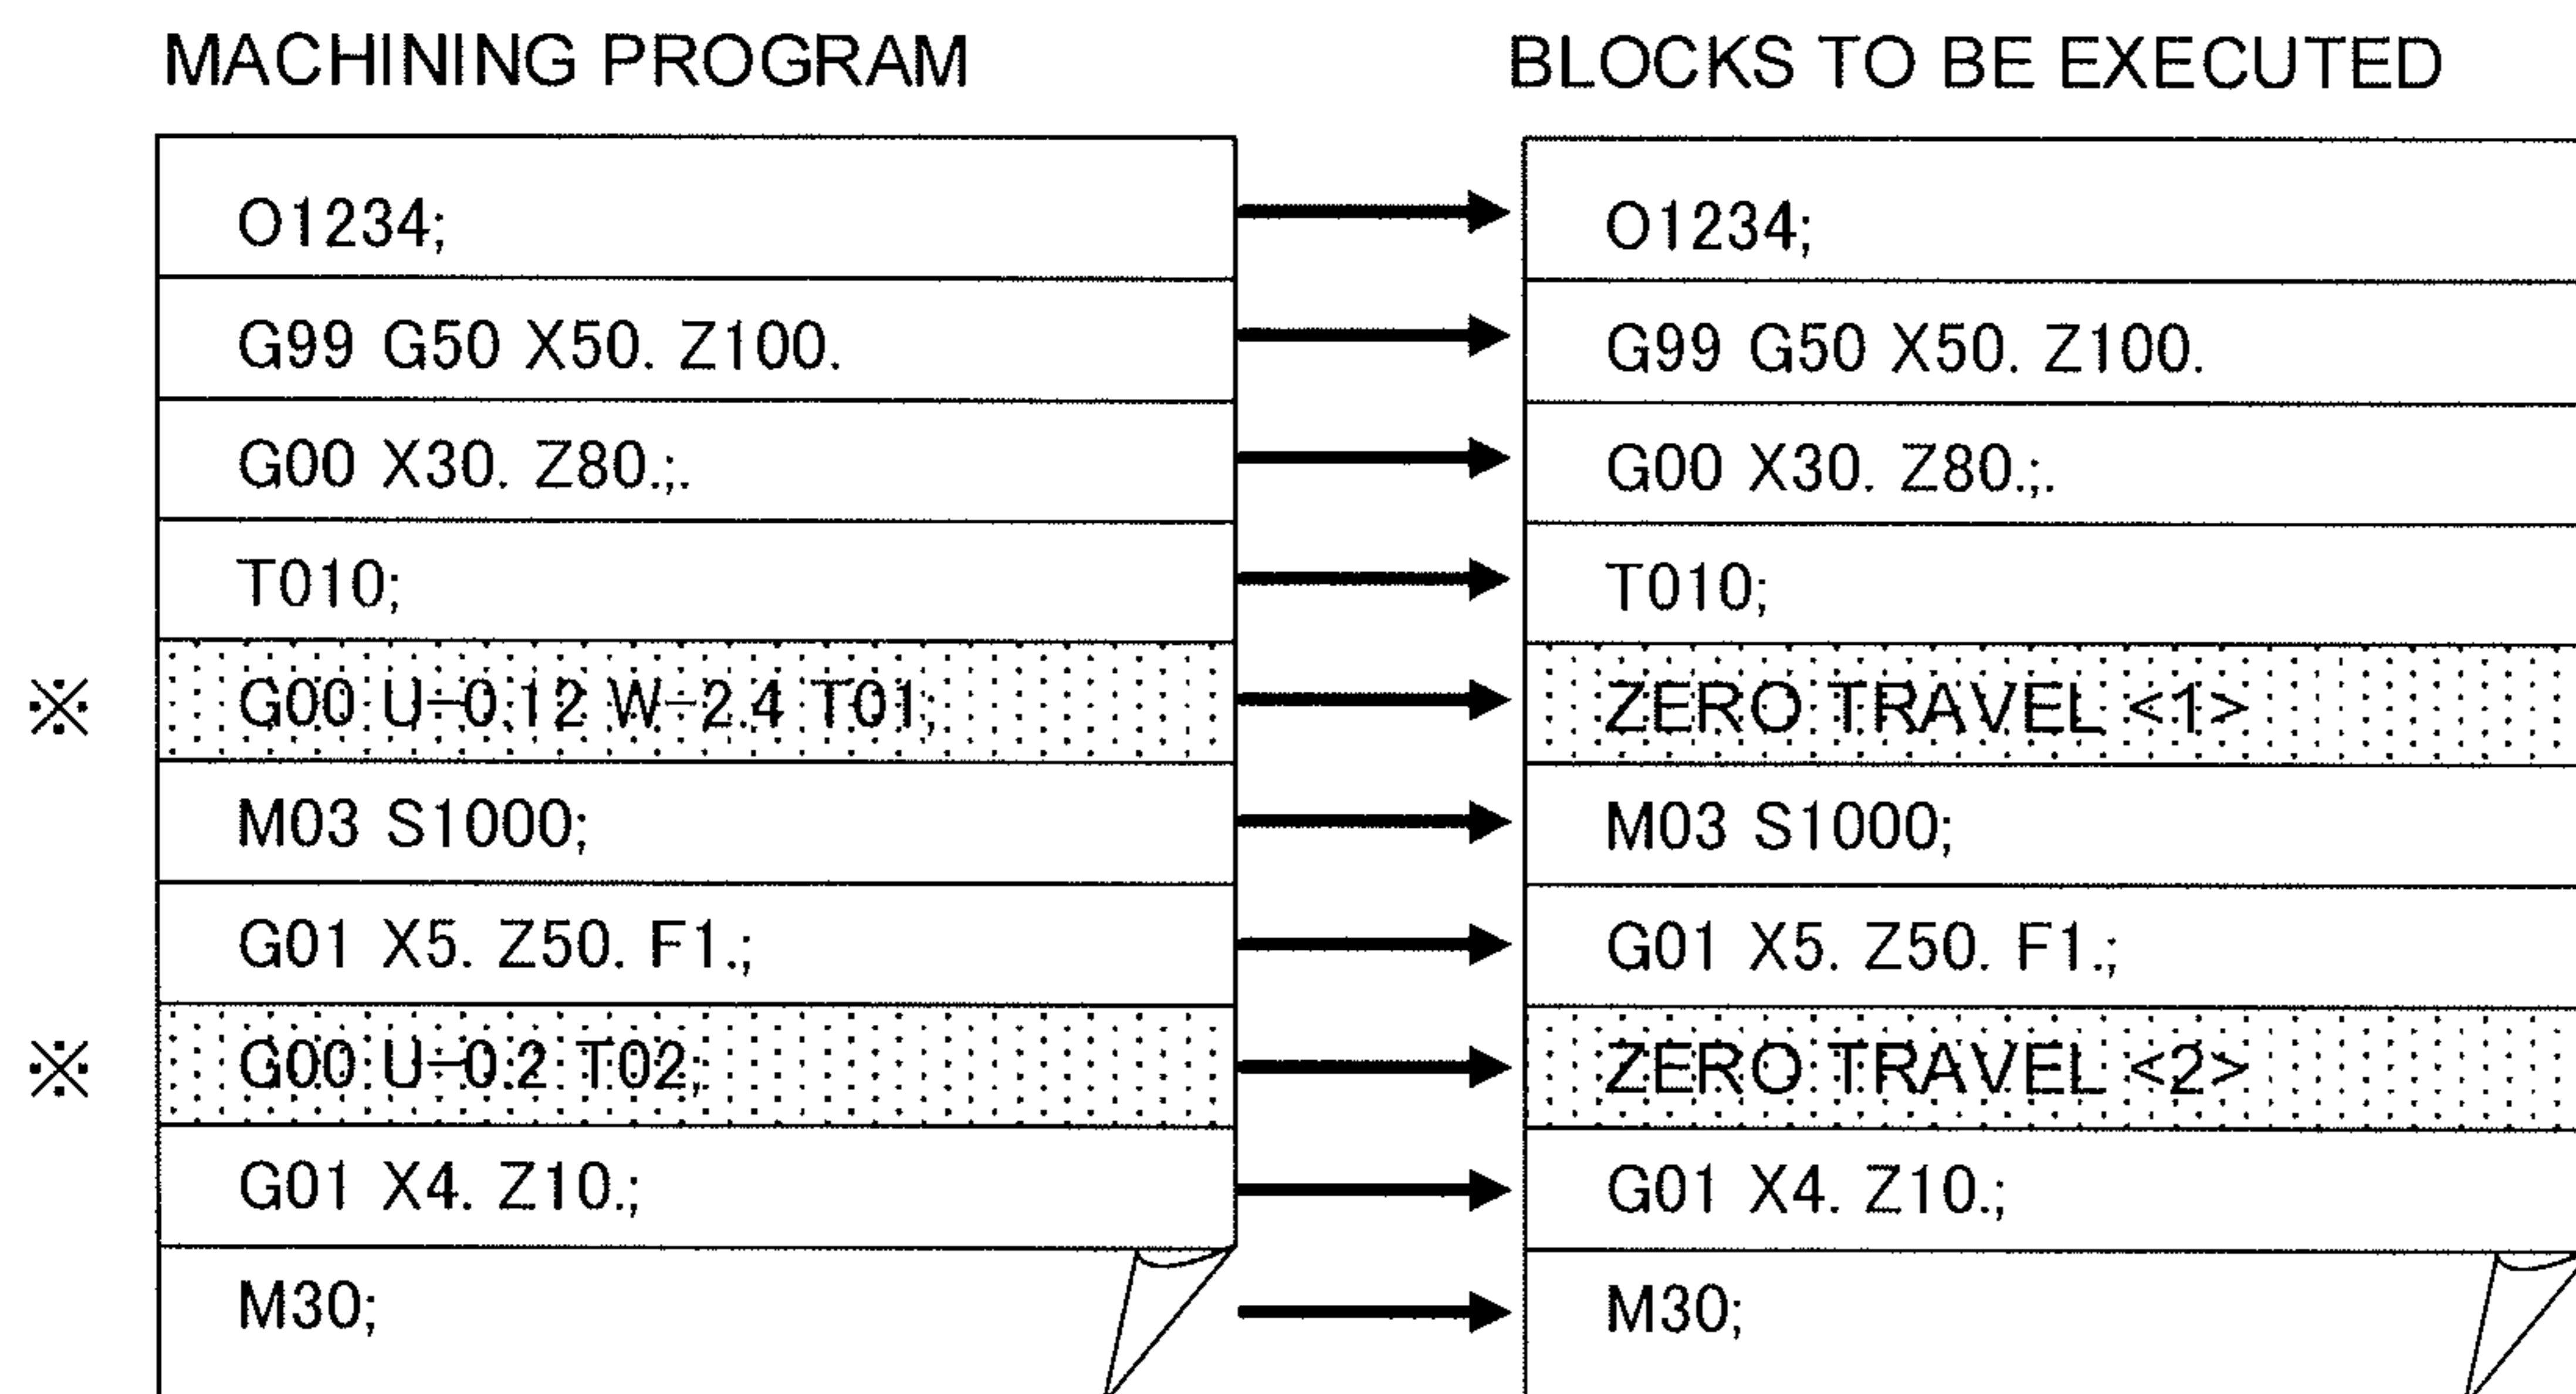 MACHINING PROGRAM
O1234;
G99 G50 X50. Z100.
G00 X30. Z80.;.
T010;
※ G00 U-0.12 W-2.4 T01;
M03 S1000;
G01 X5. Z50. F1.;
※ G00 U-0.2 T02;
G01 X4. Z10.;
M30;
BLOCKS TO BE EXECUTED
O1234;
G99 G50 X50. Z100.
G00 X30. Z80.;.
T010;
ZERO TRAVEL <1>
M03 S1000;
G01 X5. Z50. F1.;
ZERO TRAVEL <2>
G01 X4. Z10.;
M30;